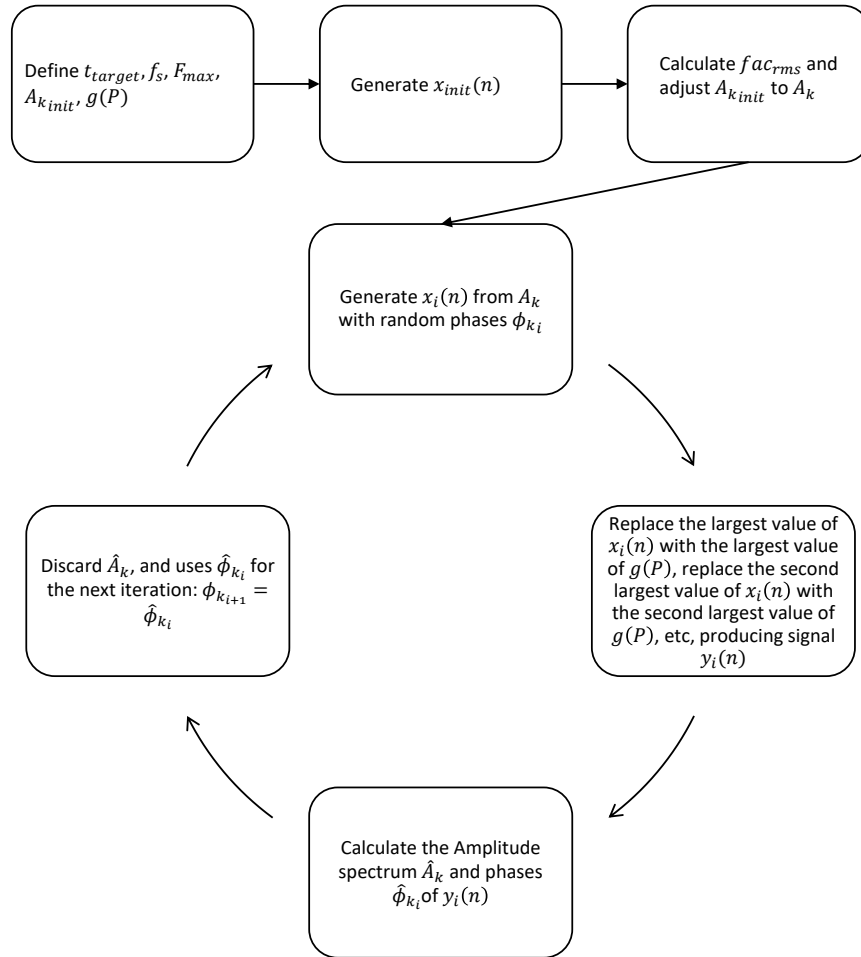 Define t_target, f_s, F_max,
A_k_init, g(P)
Generate x_init(n)
Calculate fac_rms and
adjust A_k_init to A_k
Generate x_i(n) from A_k
with random phases ϕ_k_i
Replace the largest value of
x_i(n) with the largest value
of g(P), replace the second
largest value of x_i(n) with
the second largest value of
g(P), etc, producing signal
y_i(n)
Calculate the Amplitude
spectrum Â_k and phases
ϕ̂_k_i of y_i(n)
Discard Â_k, and uses ϕ̂_k_i for
the next iteration: ϕ_k_i+1 =
ϕ̂_k_i